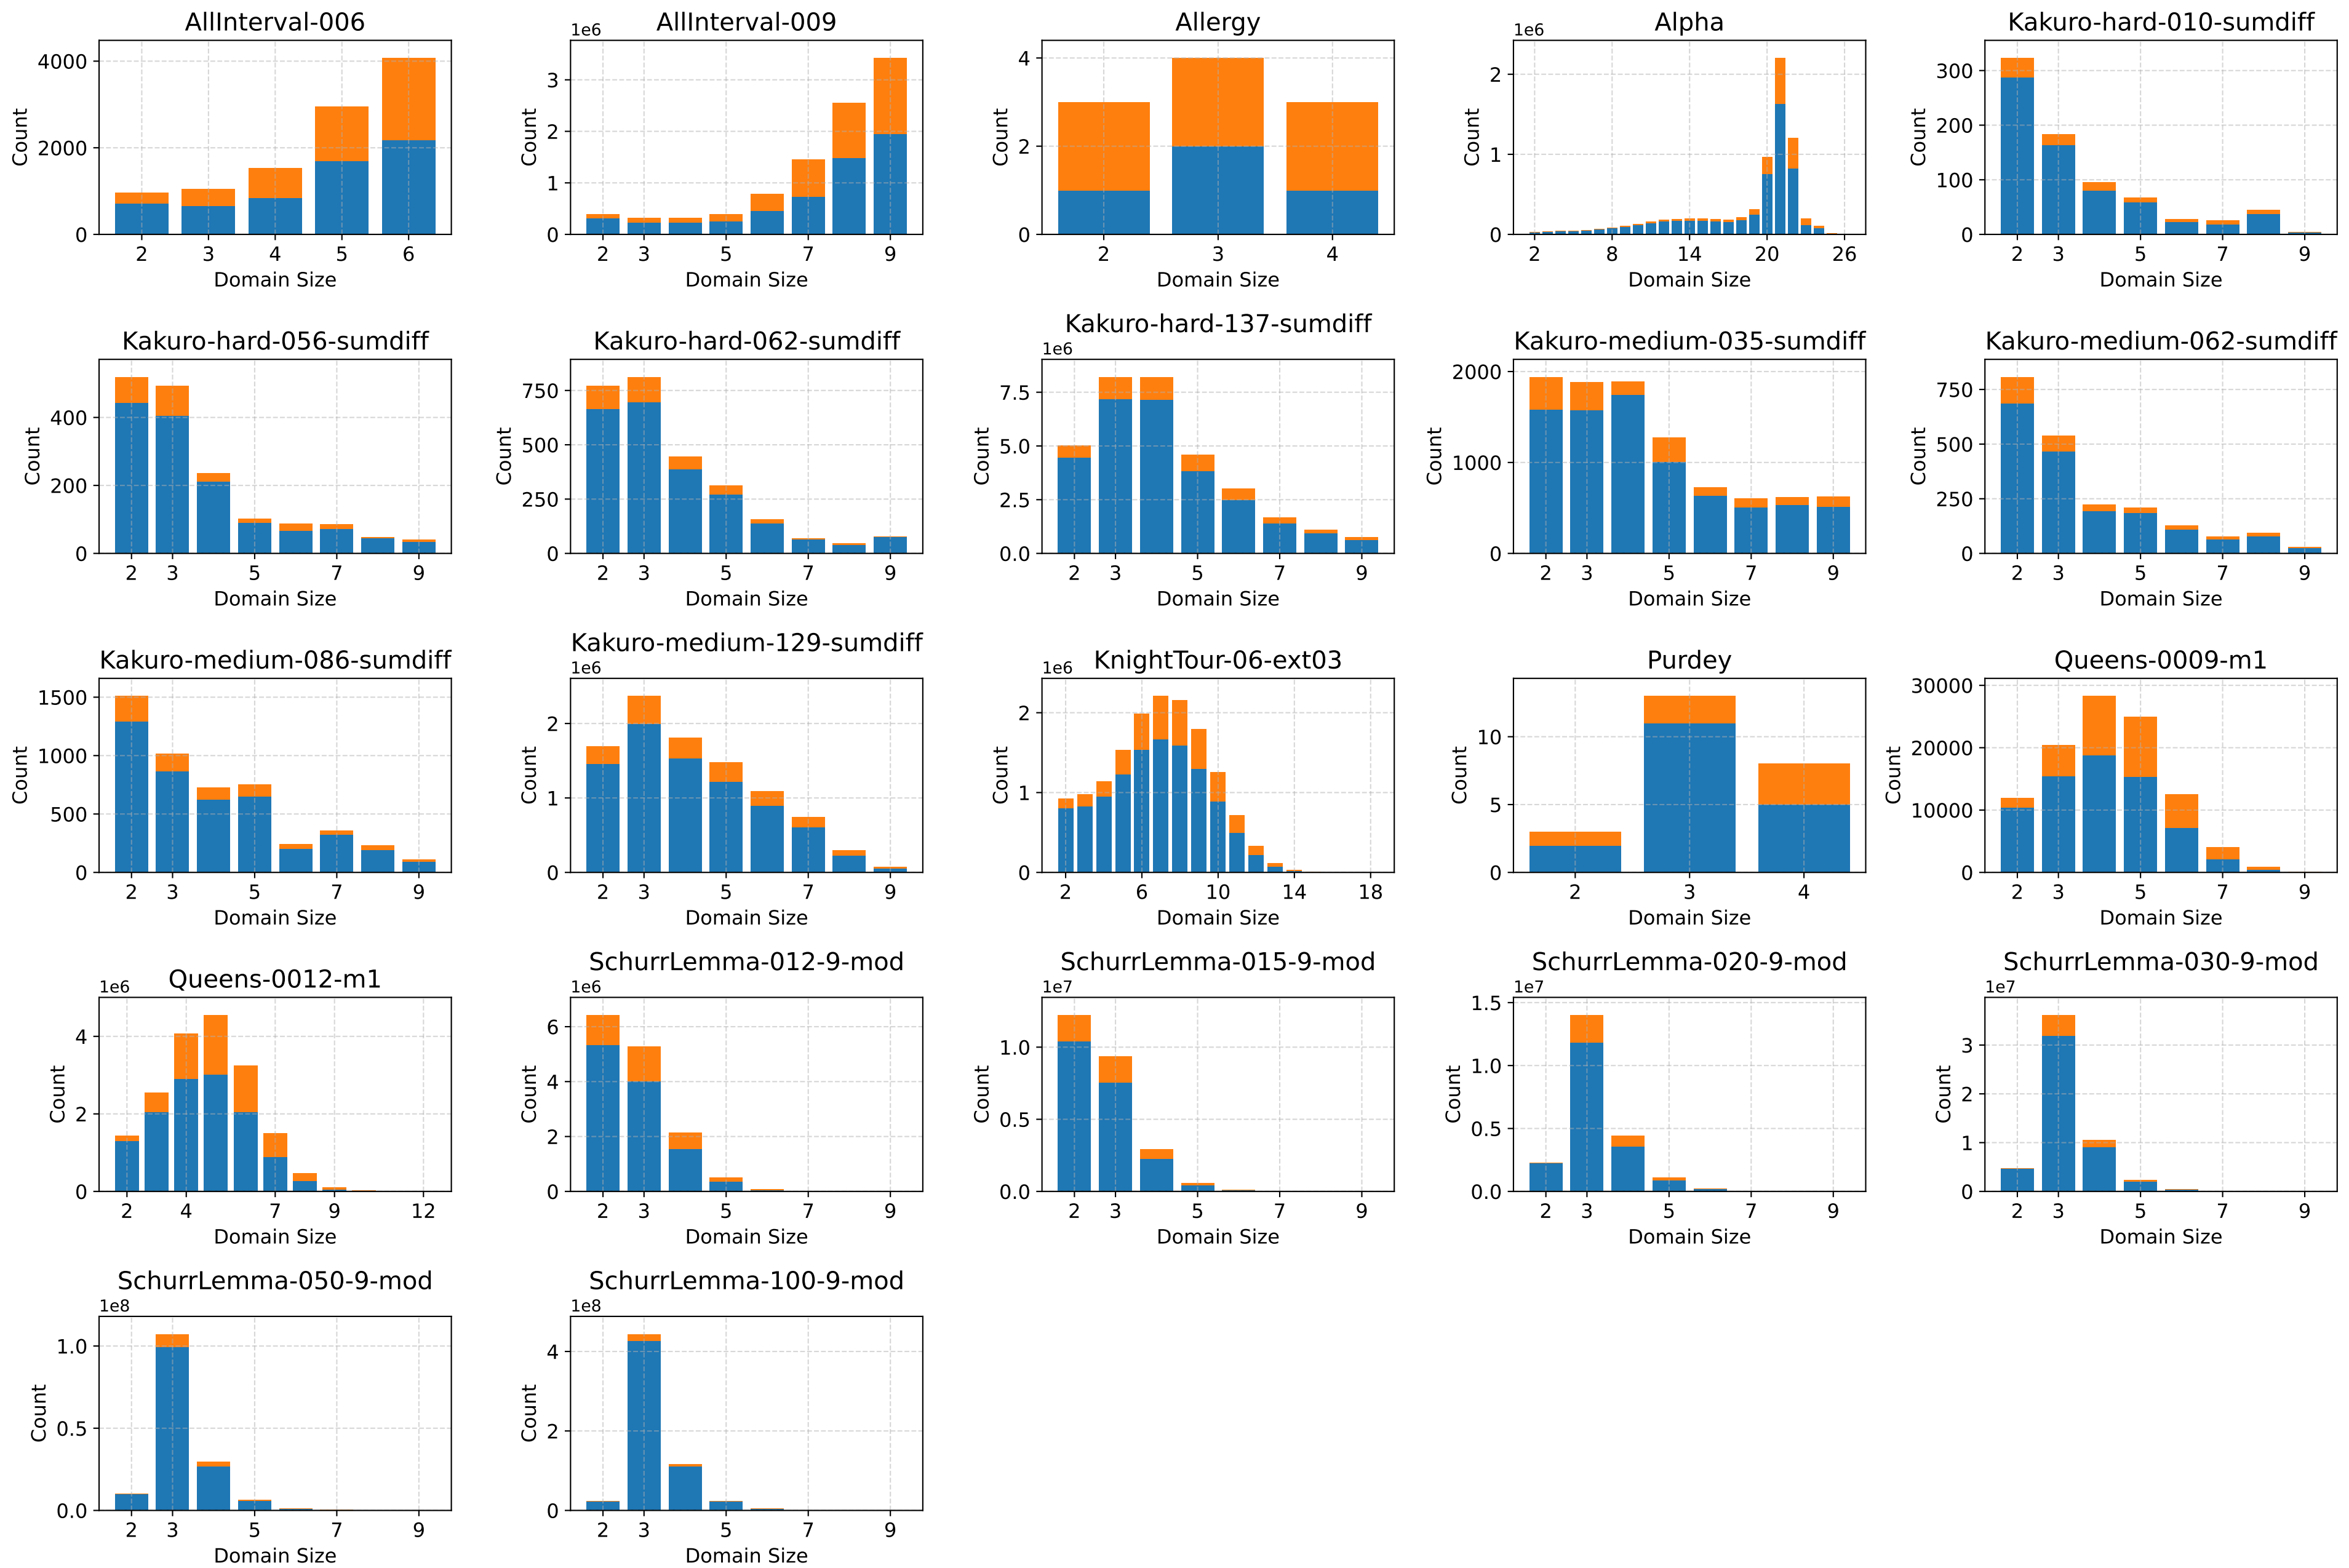 AllInterval-006
Count
4000
2000
0
2 3 4 5 6
Domain Size
AllInterval-009
1e6
Count
3
2
1
0
2 3 5 7 9
Domain Size
Allergy
Count
4
2
0
2 3 4
Domain Size
Alpha
1e6
Count
2
1
0
2 8 14 20 26
Domain Size
Kakuro-hard-010-sumdiff
Count
300
200
100
0
2 3 5 7 9
Domain Size
Kakuro-hard-056-sumdiff
Count
400
200
0
2 3 5 7 9
Domain Size
Kakuro-hard-062-sumdiff
Count
750
500
250
0
2 3 5 7 9
Domain Size
Kakuro-hard-137-sumdiff
1e6
Count
7.5
5.0
2.5
0.0
2 3 5 7 9
Domain Size
Kakuro-medium-035-sumdiff
Count
2000
1000
0
2 3 5 7 9
Domain Size
Kakuro-medium-062-sumdiff
Count
750
500
250
0
2 3 5 7 9
Domain Size
Kakuro-medium-086-sumdiff
Count
1500
1000
500
0
2 3 5 7 9
Domain Size
Kakuro-medium-129-sumdiff
1e6
Count
2
1
0
2 3 5 7 9
Domain Size
KnightTour-06-ext03
1e6
Count
2
1
0
2 6 10 14 18
Domain Size
Purdey
Count
10
5
0
2 3 4
Domain Size
Queens-0009-m1
Count
30000
20000
10000
0
2 3 5 7 9
Domain Size
Queens-0012-m1
1e6
Count
4
2
0
2 4 7 9 12
Domain Size
SchurrLemma-012-9-mod
1e6
Count
6
4
2
0
2 3 5 7 9
Domain Size
SchurrLemma-015-9-mod
1e7
Count
1.0
0.5
0.0
2 3 5 7 9
Domain Size
SchurrLemma-020-9-mod
1e7
Count
1.5
1.0
0.5
0.0
2 3 5 7 9
Domain Size
SchurrLemma-030-9-mod
1e7
Count
3
2
1
0
2 3 5 7 9
Domain Size
SchurrLemma-050-9-mod
1e8
Count
1.0
0.5
0.0
2 3 5 7 9
Domain Size
SchurrLemma-100-9-mod
1e8
Count
4
2
0
2 3 5 7 9
Domain Size